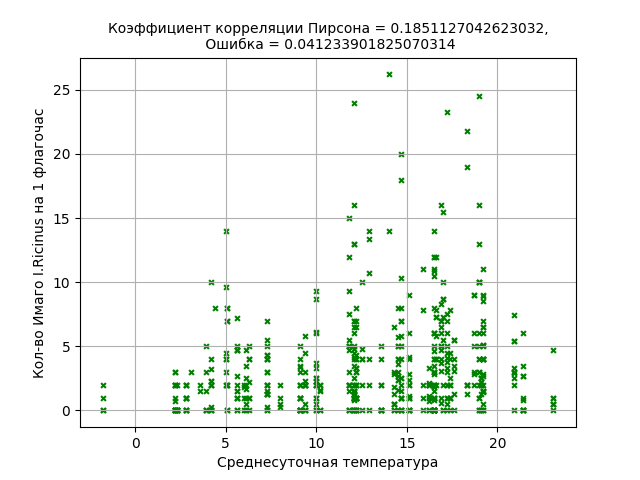 Коэффициент корреляции Пирсона = 0.1851127042623032,
Ошибка = 0.041233901825070314
25
20
15
10
5
0
Кол-во Имаго I.Ricinus на 1 флагочас
0 5 10 15 20
Среднесуточная температура